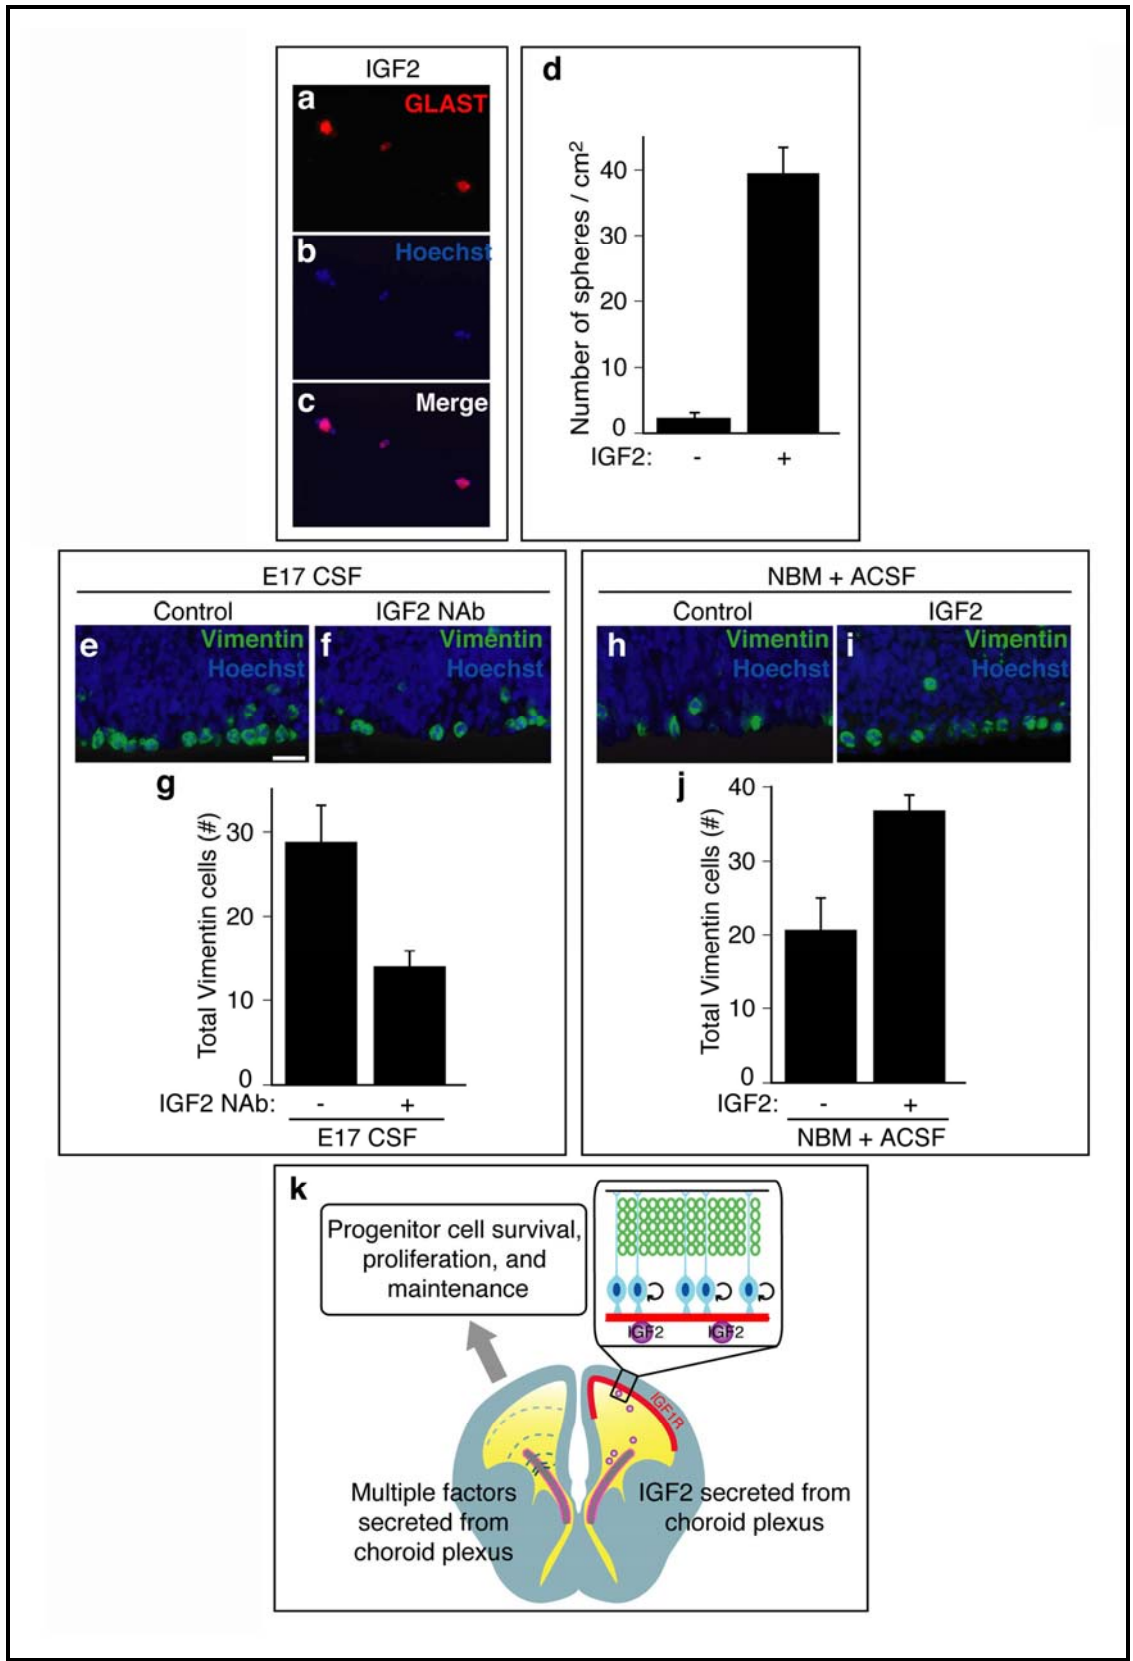 IGF2
a
GLAST
b
Hoechst
c
Merge
d
Number of spheres / cm2
40
30
20
10
0
IGF2:
-
+
E17 CSF
Control
IGF2 NAb
e
Vimentin
Hoechst
f
Vimentin
Hoechst
g
Total Vimentin cells (#)
30
20
10
0
IGF2 NAb:
-
+
E17 CSF
NBM + ACSF
Control
IGF2
h
Vimentin
Hoechst
i
Vimentin
Hoechst
j
Total Vimentin cells (#)
40
30
20
10
0
IGF2:
-
+
NBM + ACSF
k
Progenitor cell survival,
proliferation, and
maintenance
IGF2
IGF2
IGF1R
Multiple factors
secreted from
choroid plexus
IGF2 secreted from
choroid plexus